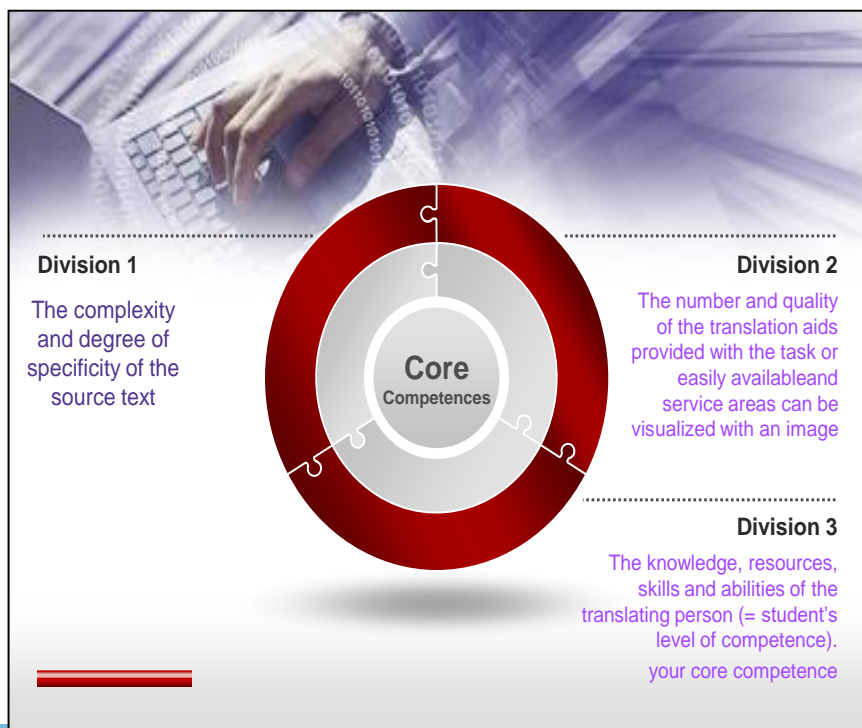 Division 1
The complexity
and degree of
specificity of the
source text
Core
Competences
Division 2
The number and quality
of the translation aids
provided with the task or
easily availableand
service areas can be
visualized with an image
Division 3
The knowledge, resources,
skills and abilities of the
translating person (= student's
level of competence).
your core competence